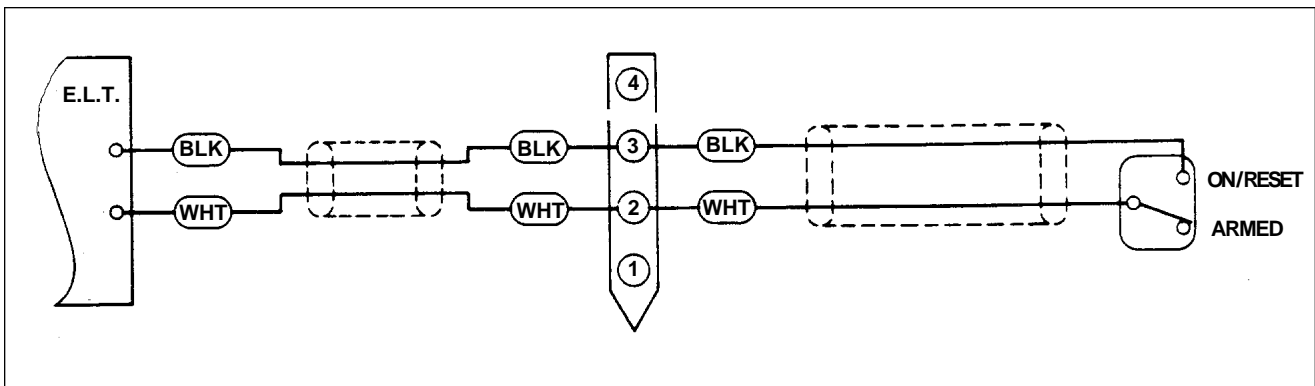 E.L.T.
4
BLK
BLK
3
BLK
WHT
WHT
2
WHT
1
ON/RESET
ARMED